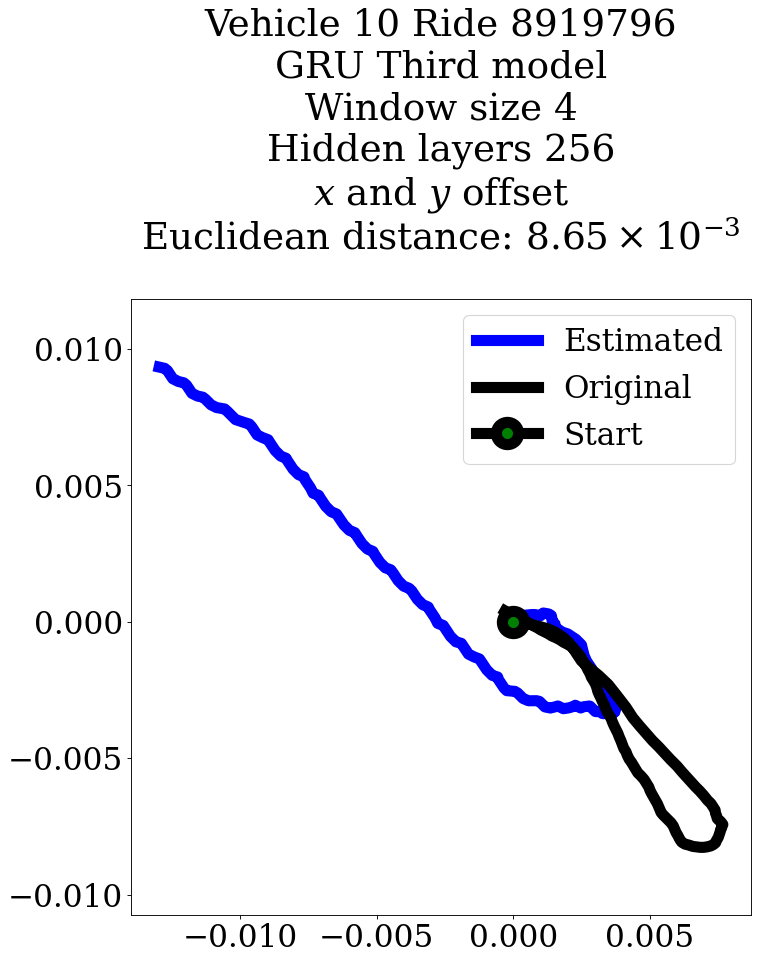 Vehicle 10 Ride 8919796
GRU Third model
Window size 4
Hidden layers 256
x and y offset
Euclidean distance: 8.65 × 10⁻³
Estimated
Original
Start
0.010
0.005
0.000
−0.005
−0.010
−0.010 −0.005 0.000 0.005